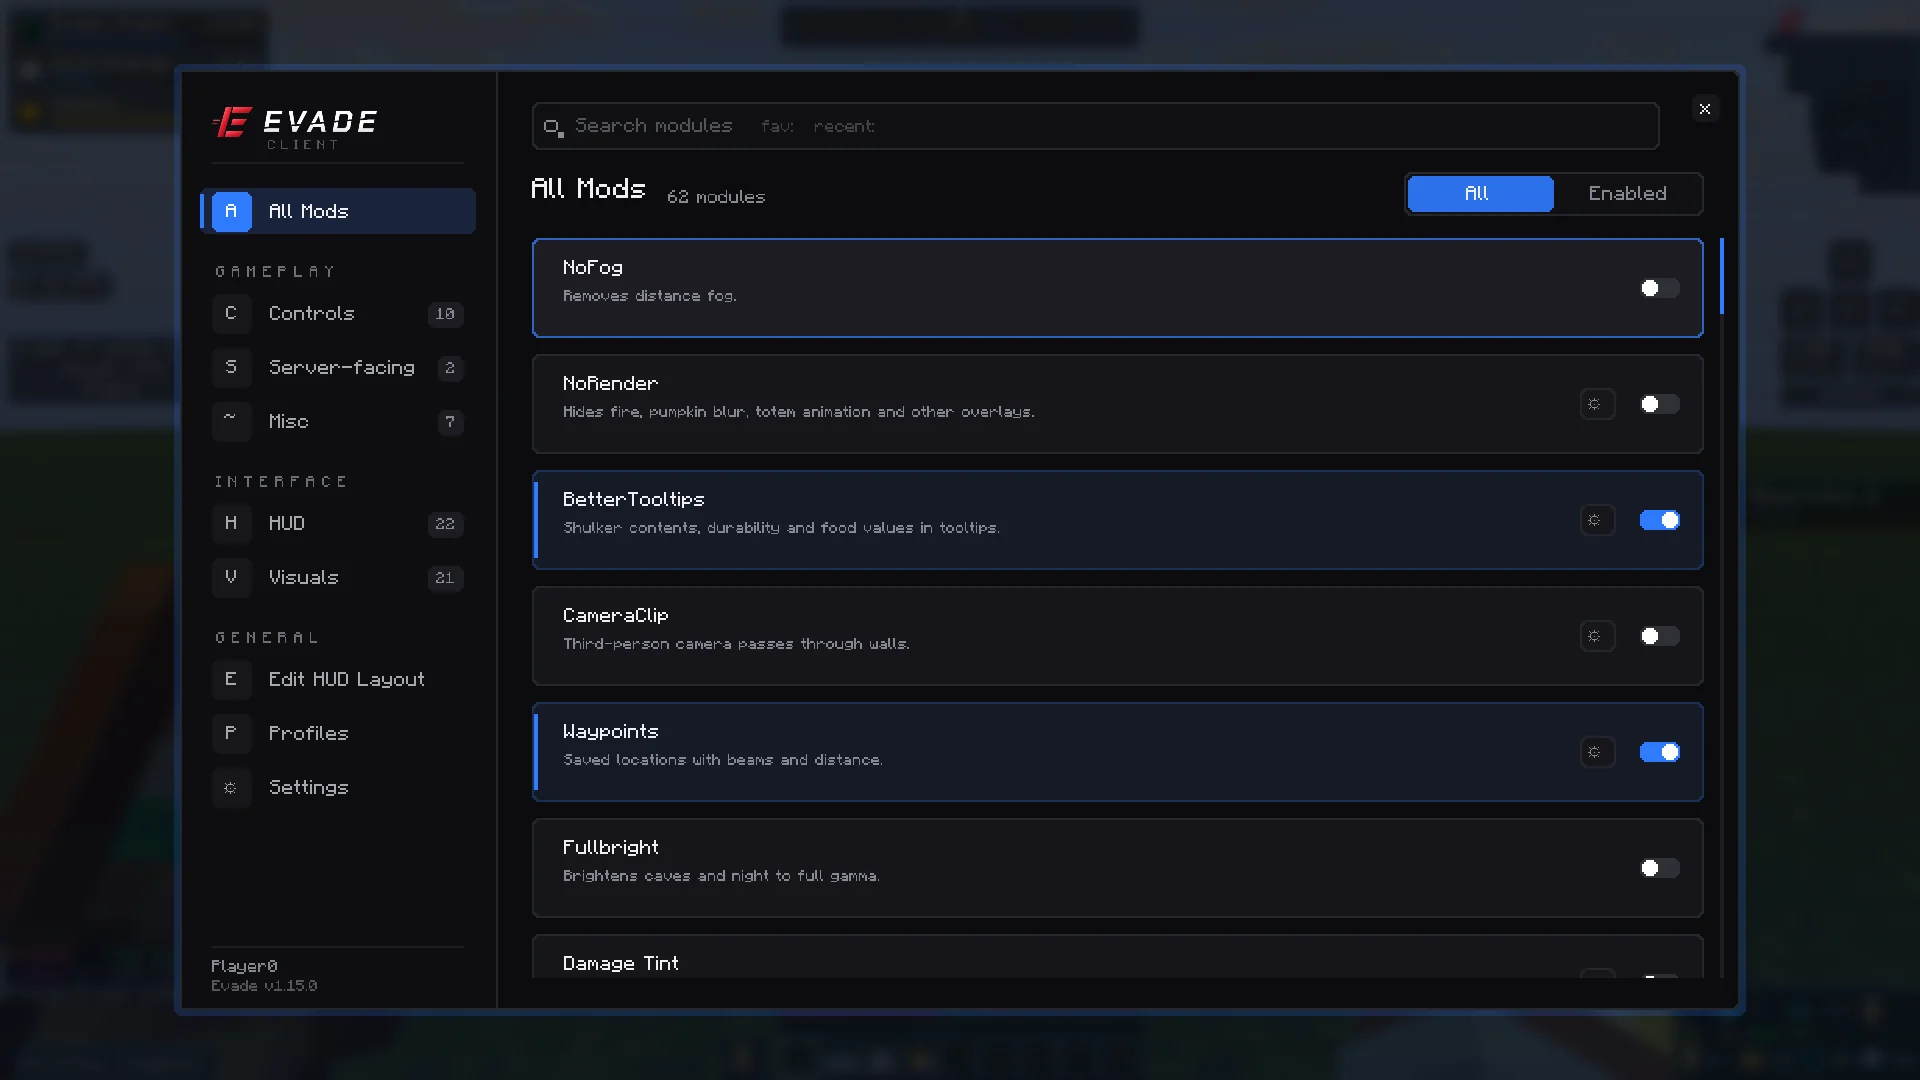 EVADE
CLIENT
A All Mods
GAMEPLAY
C Controls 10
S Server-facing 2
~ Misc 7
INTERFACE
H HUD 22
V Visuals 21
GENERAL
E Edit HUD Layout
P Profiles
Settings
Player0
Evade v1.15.0
Search modules fav: recent:
All Mods 62 modules
All Enabled
NoFog
Removes distance fog.
NoRender
Hides fire, pumpkin blur, totem animation and other overlays.
BetterTooltips
Shulker contents, durability and food values in tooltips.
CameraClip
Third-person camera passes through walls.
Waypoints
Saved locations with beams and distance.
Fullbright
Brightens caves and night to full gamma.
Damage Tint